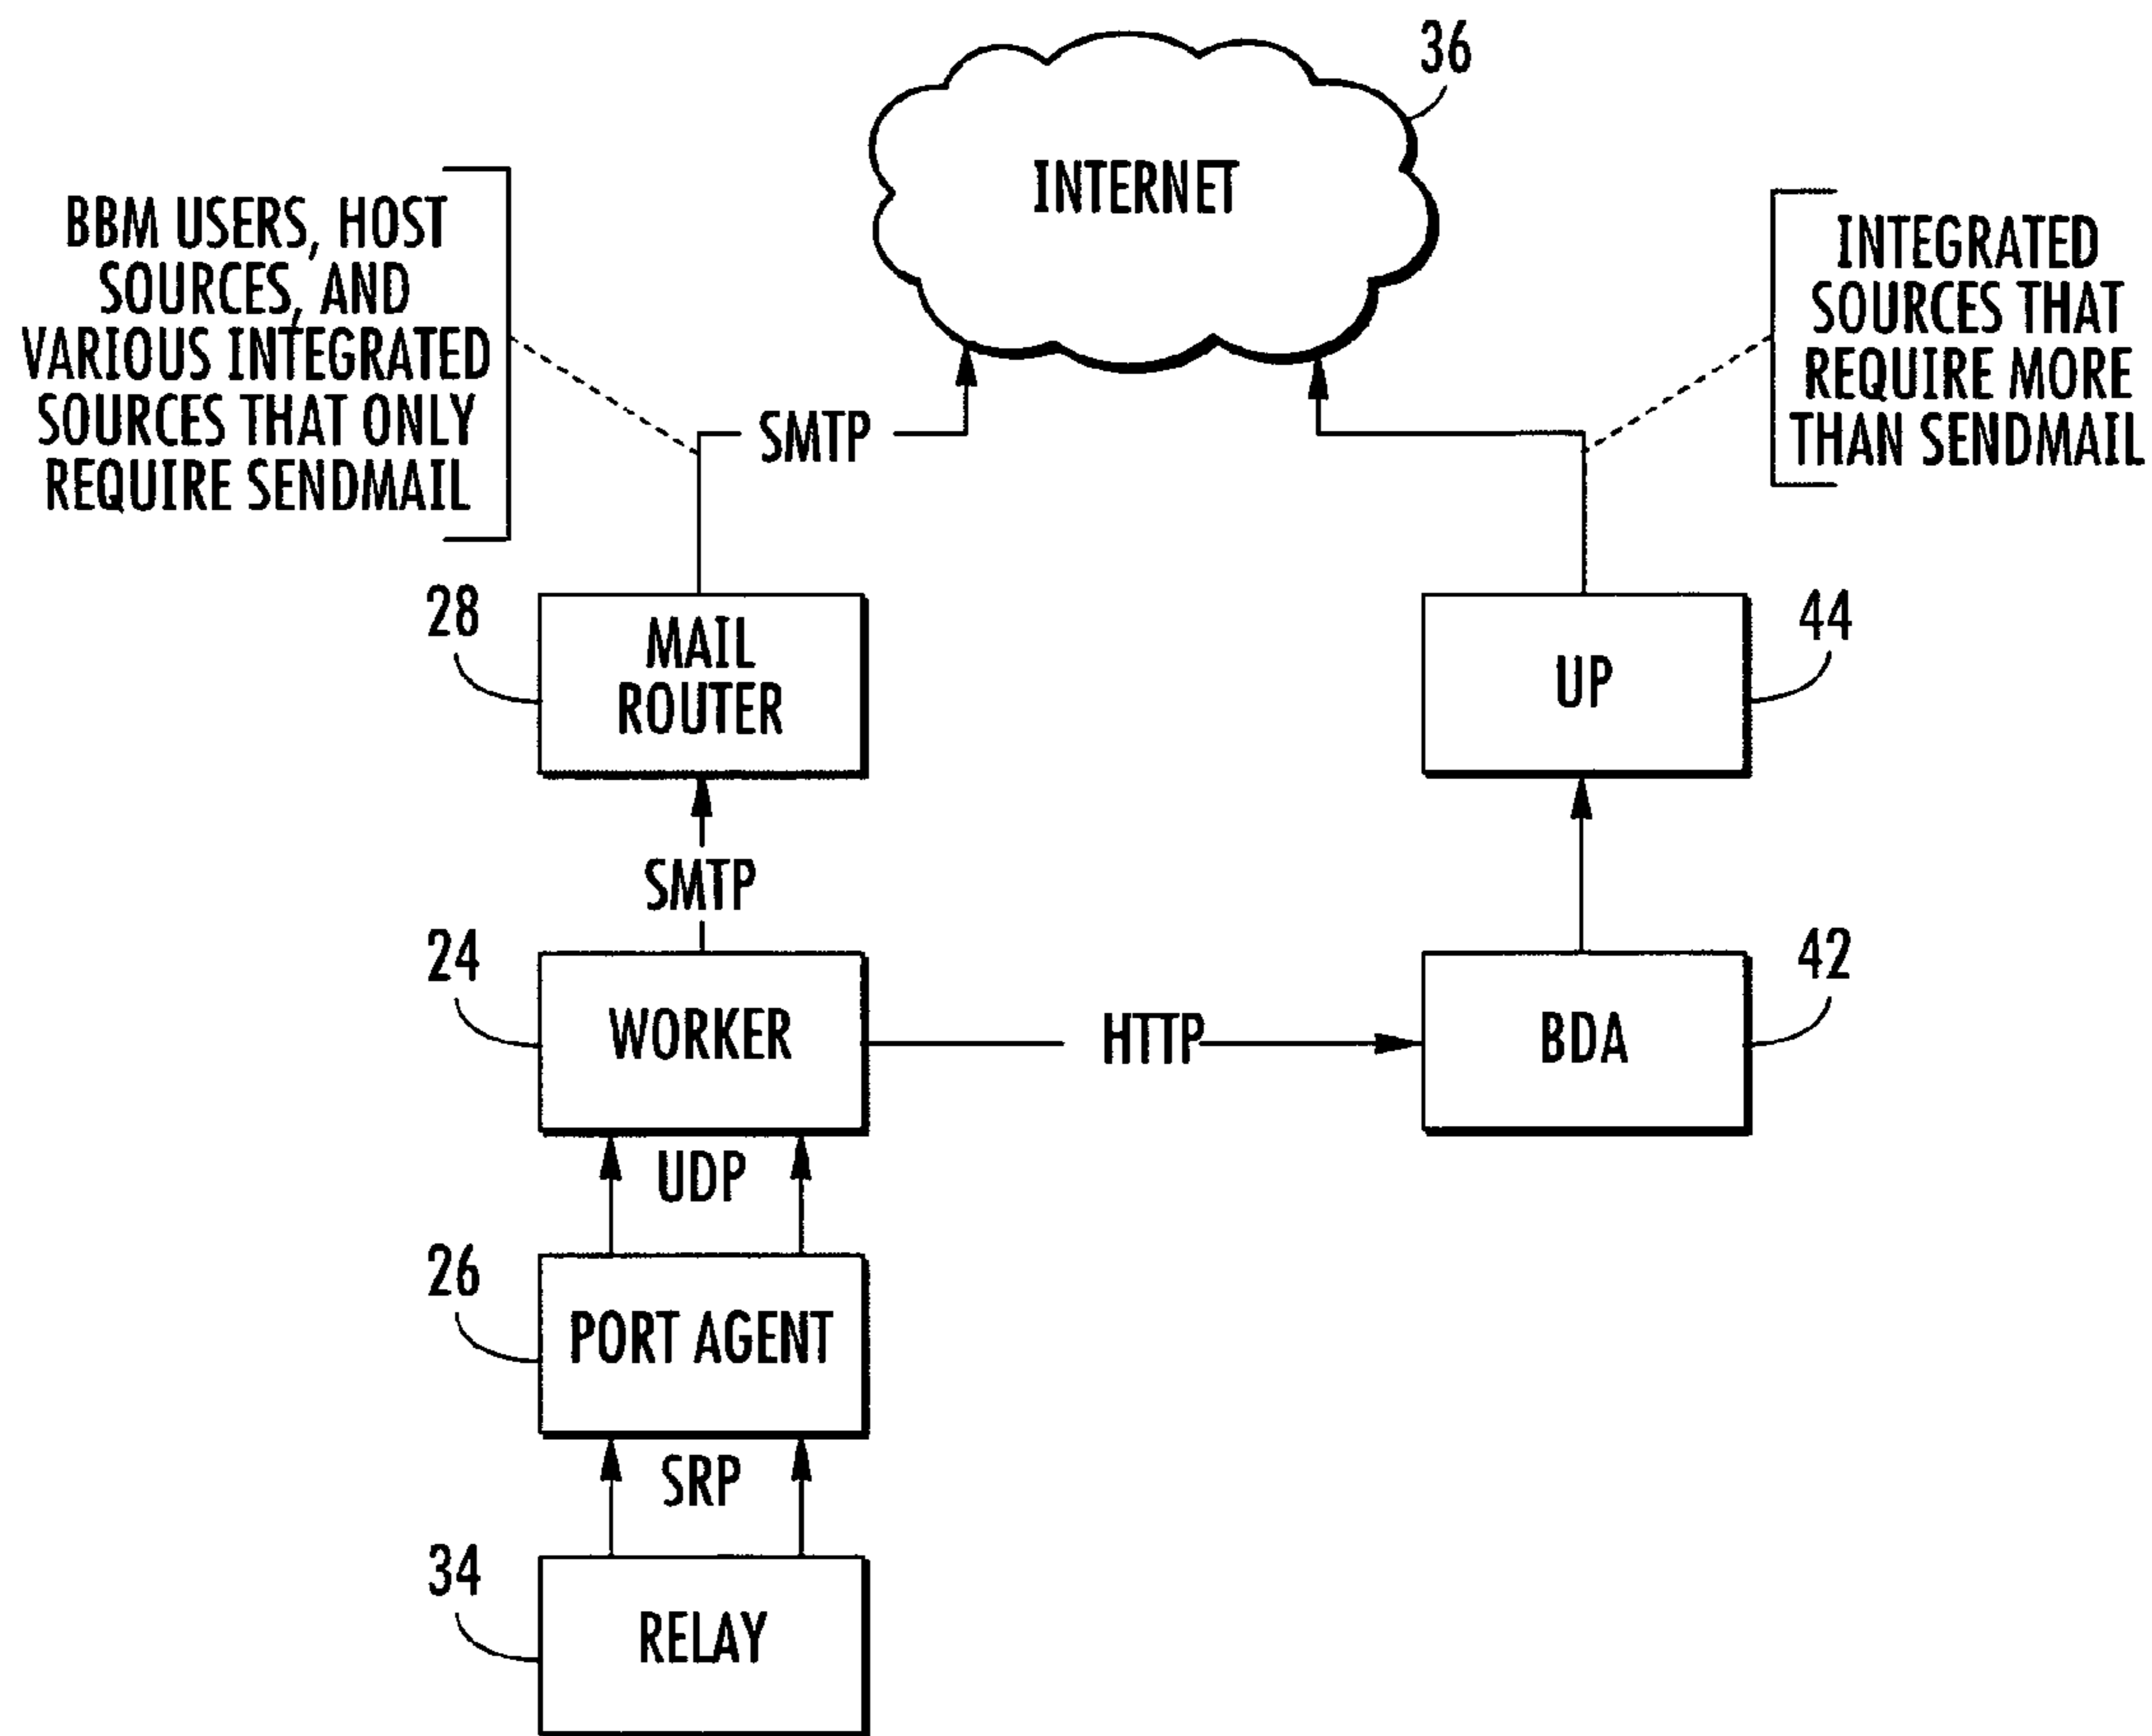 36
INTERNET
BBM USERS, HOST
SOURCES, AND
VARIOUS INTEGRATED
SOURCES THAT ONLY
REQUIRE SENDMAIL
INTEGRATED
SOURCES THAT
REQUIRE MORE
THAN SENDMAIL
SMTP
28
MAIL
ROUTER
44
UP
SMTP
24
WORKER
HTTP
42
BDA
UDP
26
PORT AGENT
SRP
34
RELAY